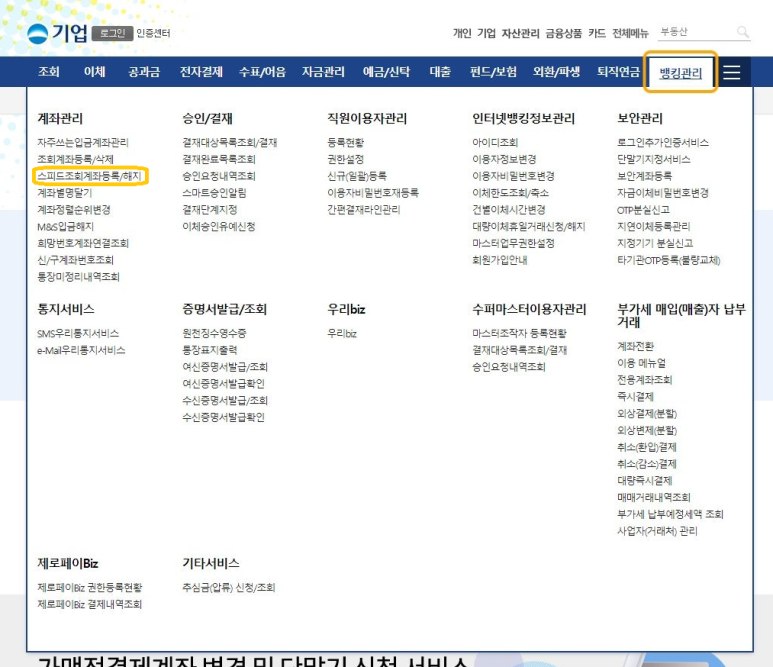 기업 로그인 인증센터
개인 기업 자산관리 금융상품 카드 전체메뉴 부동산
조회 이체 공과금 전자결제 수표/어음 자금관리 예금/신탁 대출 펀드/보험 외환/파생 퇴직연금 뱅킹관리
계좌관리
자주쓰는입금계좌관리
조회계좌등록/삭제
스피드조회계좌등록/해지
계좌별명달기
계좌정렬순위변경
M&S입금해지
희망번호계좌연결조회
신/구계좌번호조회
통장미정리내역조회
승인/결재
결재대상목록조회/결재
결재완료목록조회
승인요청내역조회
스마트승인알림
결재단계지정
이체승인유예신청
직원이용자관리
등록현황
권한설정
신규(일괄)등록
이용자비밀번호재등록
간편결재라인관리
인터넷뱅킹정보관리
아이디조회
이용자정보변경
이용자비밀번호변경
이체한도조회/축소
건별이체시간변경
대량이체휴일거래신청/해지
마스터업무권한설정
회원가입안내
보안관리
로그인추가인증서비스
단말기지정서비스
보안계좌등록
자금이체비밀번호변경
OTP분실신고
지연이체등록관리
지정기기 분실신고
타기관OTP등록(불량교체)
통지서비스
SMS우리통지서비스
e-Mail우리통지서비스
증명서발급/조회
원천징수영수증
통장표지출력
여신증명서발급/조회
여신증명서발급확인
수신증명서발급/조회
수신증명서발급확인
우리biz
우리biz
수퍼마스터이용자관리
마스터조작자 등록현황
결재대상목록조회/결재
승인요청내역조회
부가세 매입(매출)자 납부
거래
계좌전환
이용 메뉴얼
전용계좌조회
즉시결제
외상결제(분할)
외상변제(분할)
취소(환입)결제
취소(감소)결제
대량즉시결제
매매거래내역조회
부가세 납부예정세액 조회
사업자(거래처) 관리
제로페이Biz
제로페이Biz 권한등록현황
제로페이Biz 결제내역조회
기타서비스
추심금(압류) 신청/조회
가맹점결제계좌 변경 및 단말기 신청 서비스